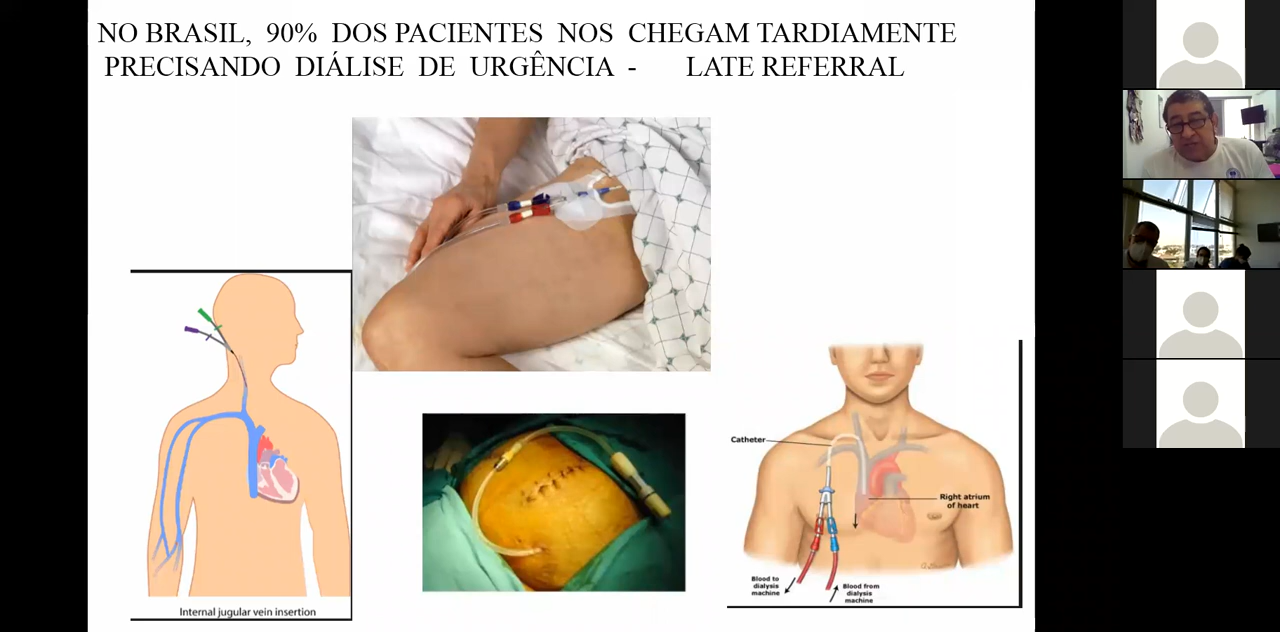 NO BRASIL, 90% DOS PACIENTES NOS CHEGAM TARDIAMENTE
PRECISANDO DIÁLISE DE URGÊNCIA - LATE REFERRAL
Internal jugular vein insertion
Catheter
Right atrium
of heart
Blood to
dialysis
machine
Blood from
dialysis
machine